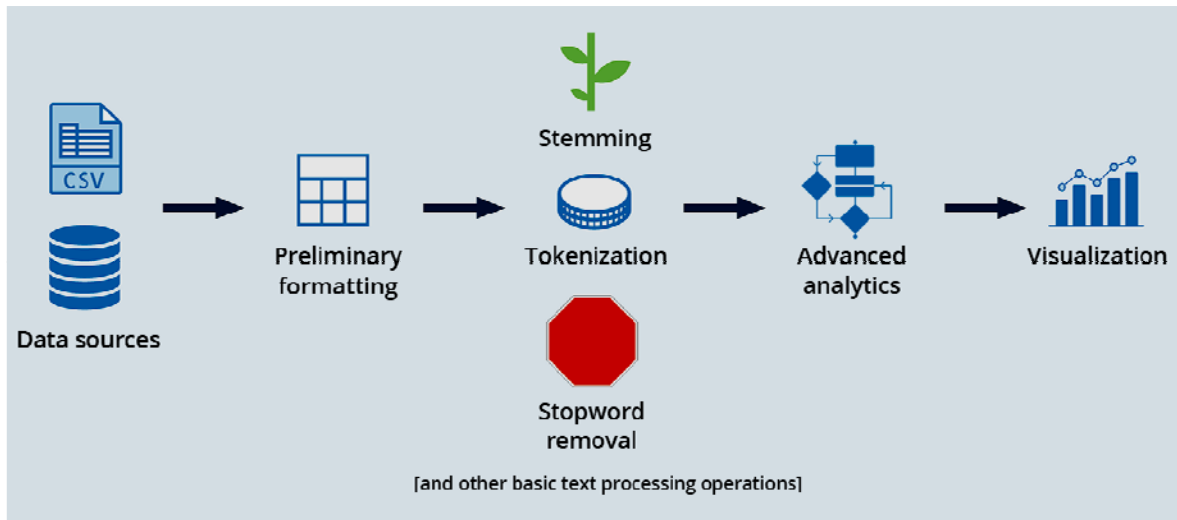 CSV
Data sources
Preliminary
formatting
Stemming
Tokenization
Stopword
removal
[and other basic text processing operations]
Advanced
analytics
Visualization